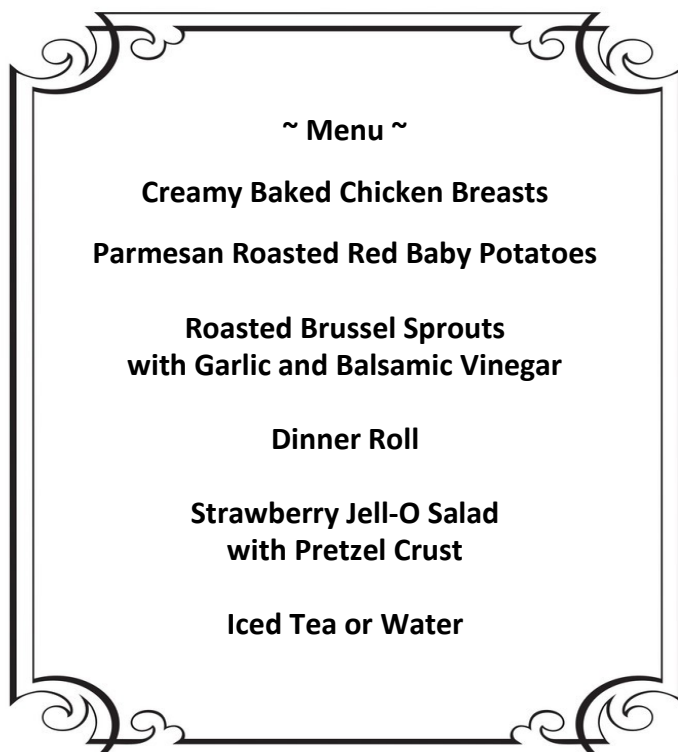 ~ Menu ~
Creamy Baked Chicken Breasts
Parmesan Roasted Red Baby Potatoes
Roasted Brussel Sprouts
with Garlic and Balsamic Vinegar
Dinner Roll
Strawberry Jell-O Salad
with Pretzel Crust
Iced Tea or Water